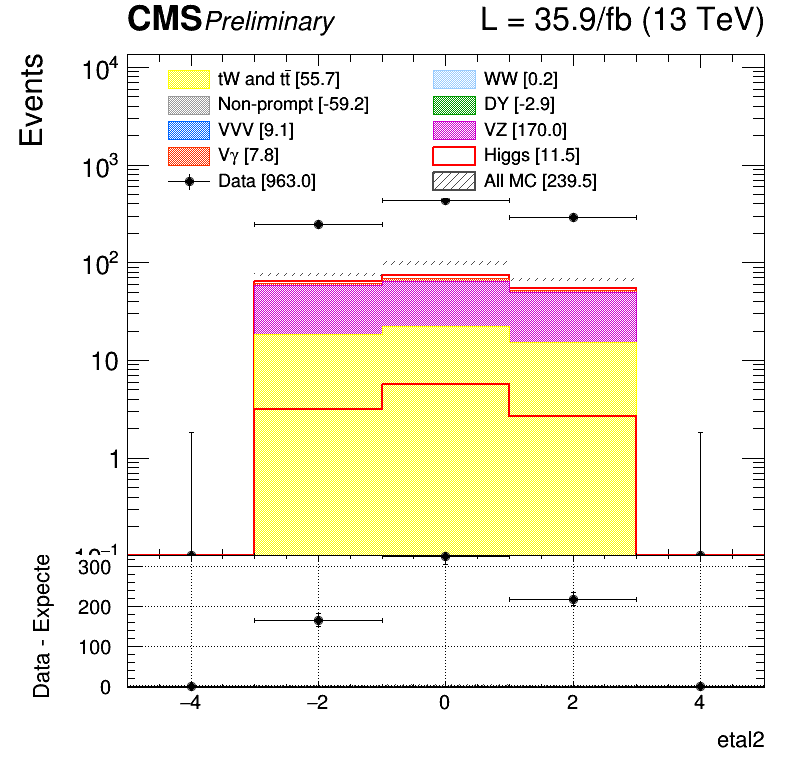 CMS Preliminary L = 35.9/fb (13 TeV)
Events
tW and tt̄ [55.7] WW [0.2]
Non-prompt [-59.2] DY [-2.9]
VVV [9.1] VZ [170.0]
Vγ [7.8] Higgs [11.5]
Data [963.0] All MC [239.5]
10⁴
10³
10²
10
1
Data - Expecte
300
200
100
0
−4 −2 0 2 4
etal2